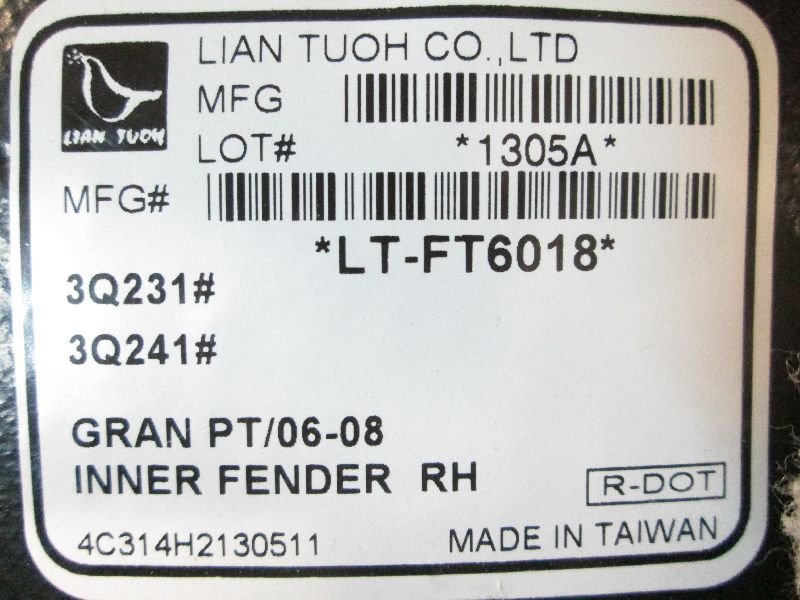 LIAN TUOH CO.,LTD
LIAN TUOH
MFG
LOT# *1305A*
MFG#
*LT-FT6018*
3Q231#
3Q241#
GRAN PT/06-08
INNER FENDER RH
R-DOT
4C314H2130511 MADE IN TAIWAN